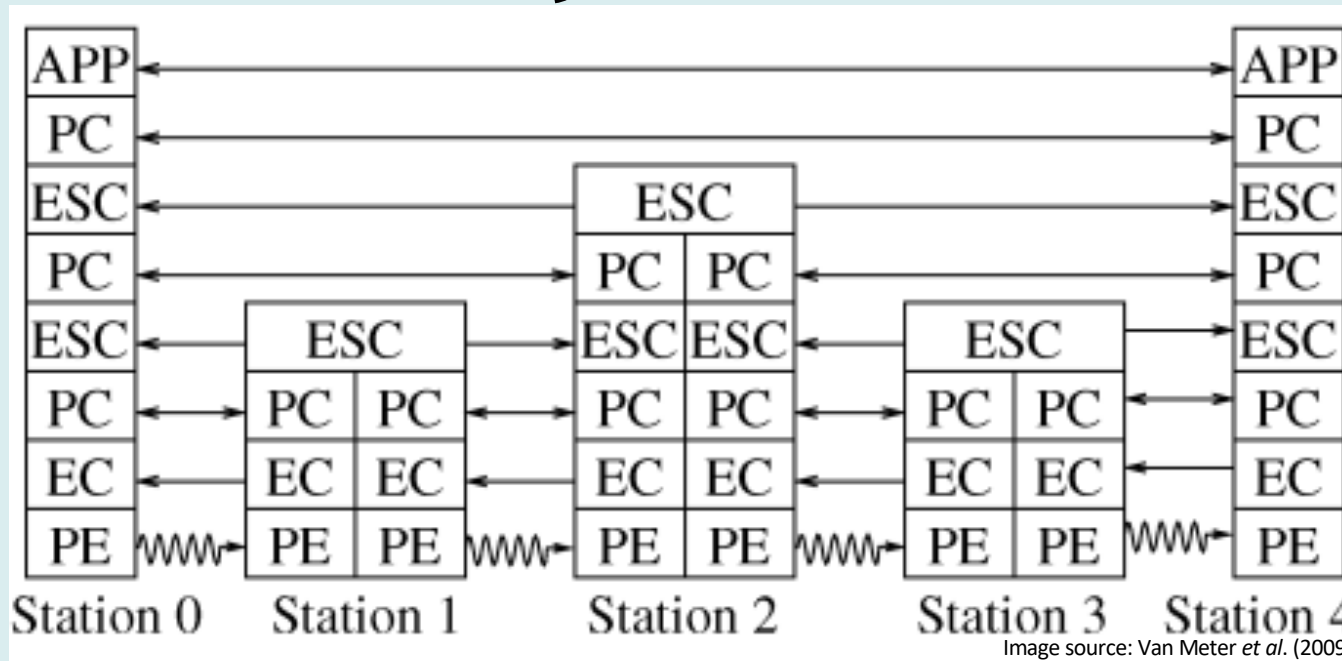 APP APP
PC PC
ESC ESC ESC
PC PC PC PC
ESC ESC ESC ESC ESC ESC
PC PC PC PC PC PC PC PC
EC EC EC EC EC EC EC EC
PE PE PE PE PE PE PE PE
Station 0 Station 1 Station 2 Station 3 Station 4
Image source: Van Meter et al. (2009